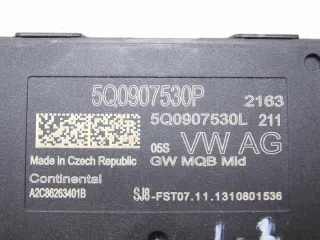 5Q0907530P 2163
5Q0907530L 211
05S VW AG
Made in Czech Republic GW MQB Mid
Continental
A2C86263401B SJ8-FST07.11.1310801536